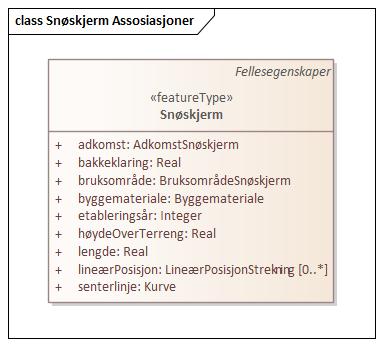 class Snøskjerm Assosiasjoner
Fellesegenskaper
«featureType»
Snøskjerm
+ adkomst: AdkomstSnøskjerm
+ bakkeklaring: Real
+ bruksområde: BruksområdeSnøskjerm
+ byggemateriale: Byggemateriale
+ etableringsår: Integer
+ høydeOverTerreng: Real
+ lengde: Real
+ lineærPosisjon: LineærPosisjonStrekning [0..*]
+ senterlinje: Kurve